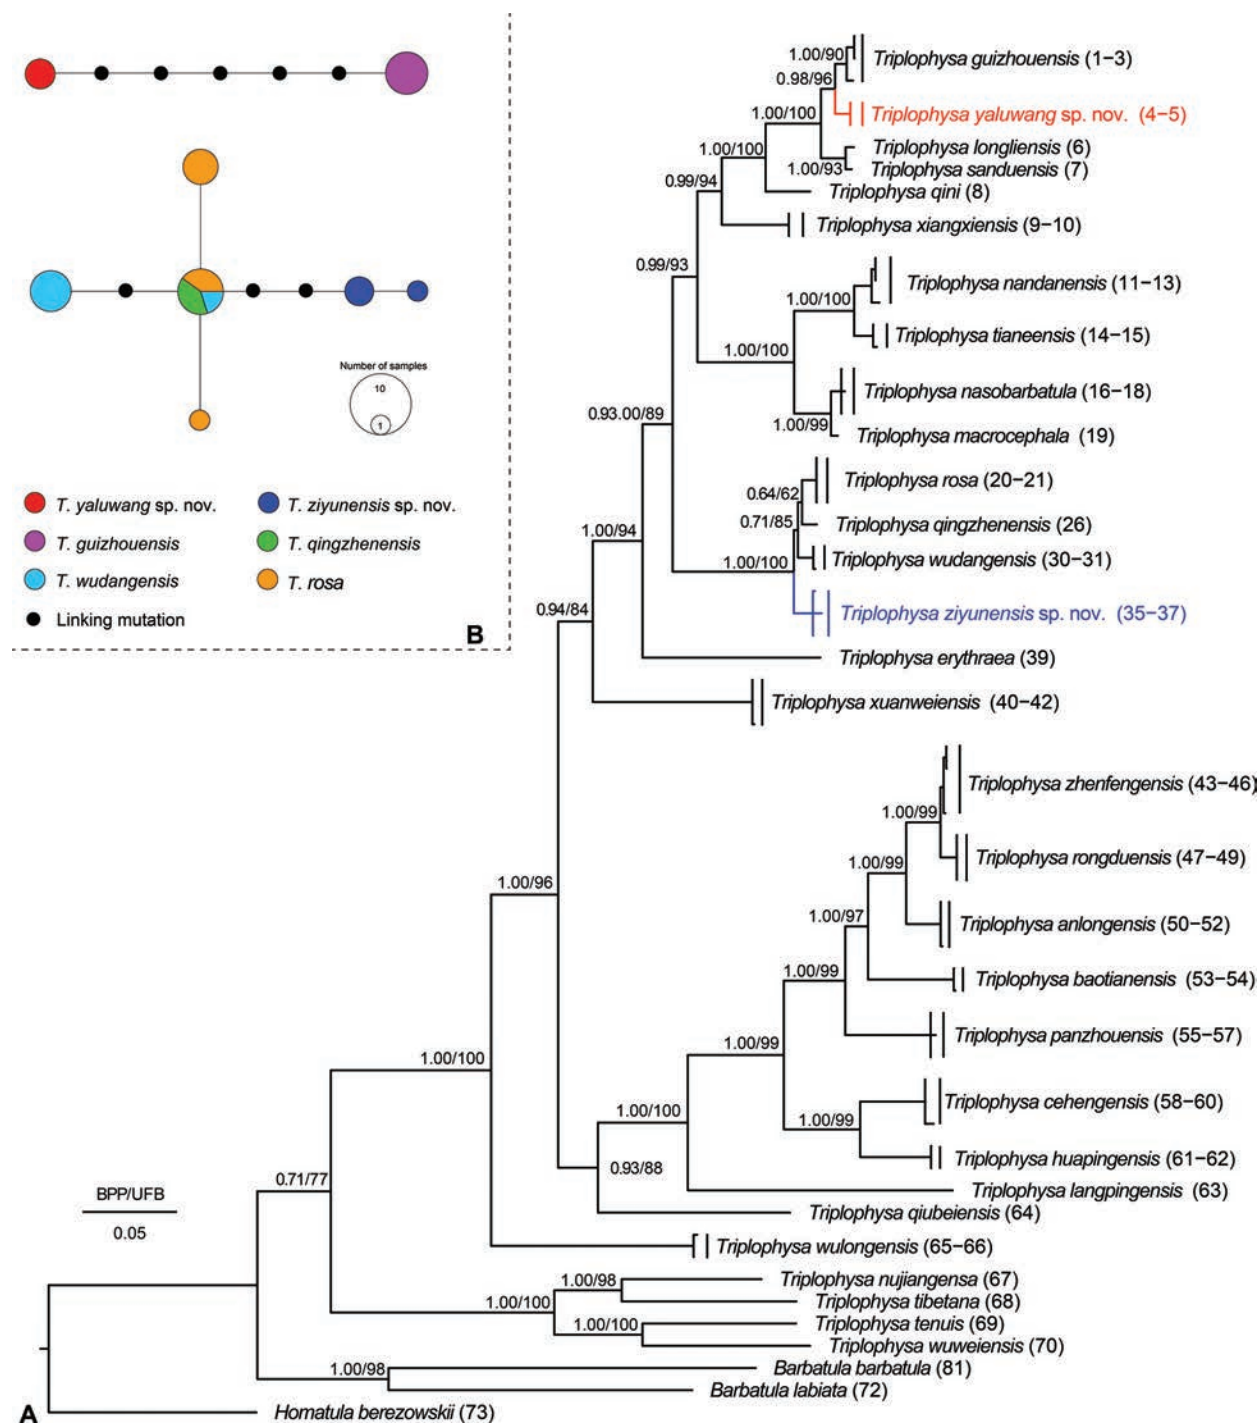 Number of samples
10
1
T. yaluwang sp. nov.
T. ziyunensis sp. nov.
T. guizhouensis
T. qingzhenensis
T. wudangensis
T. rosa
Linking mutation
B
1.00/90
Triplophysa guizhouensis (1–3)
0.98/96
1.00/100
Triplophysa yaluwang sp. nov. (4–5)
1.00/100
Triplophysa longliensis (6)
1.00/93
Triplophysa sanduensis (7)
0.99/94
Triplophysa qini (8)
Triplophysa xiangxiensis (9–10)
0.99/93
Triplophysa nandanensis (11–13)
1.00/100
Triplophysa tianeensis (14–15)
1.00/100
Triplophysa nasobarbatula (16–18)
0.93.00/89
1.00/99
Triplophysa macrocephala (19)
Triplophysa rosa (20–21)
0.64/62
0.71/85
Triplophysa qingzhenensis (26)
1.00/94
1.00/100
Triplophysa wudangensis (30–31)
0.94/84
Triplophysa ziyunensis sp. nov. (35–37)
Triplophysa erythraea (39)
Triplophysa xuanweiensis (40–42)
Triplophysa zhenfengensis (43–46)
1.00/99
Triplophysa rongduensis (47–49)
1.00/99
1.00/96
1.00/97
Triplophysa anlongensis (50–52)
1.00/99
Triplophysa baotianensis (53–54)
Triplophysa panzhouensis (55–57)
1.00/99
1.00/100
Triplophysa cehengensis (58–60)
1.00/100
1.00/99
Triplophysa huapingensis (61–62)
0.93/88
0.71/77
Triplophysa langpingensis (63)
BPP/UFB
0.05
Triplophysa qiubeiensis (64)
Triplophysa wulongensis (65–66)
1.00/98
Triplophysa nujiangensa (67)
1.00/100
Triplophysa tibetana (68)
1.00/100
Triplophysa tenuis (69)
Triplophysa wuweiensis (70)
1.00/98
Barbatula barbatula (81)
Barbatula labiata (72)
A
Homatula berezowskii (73)